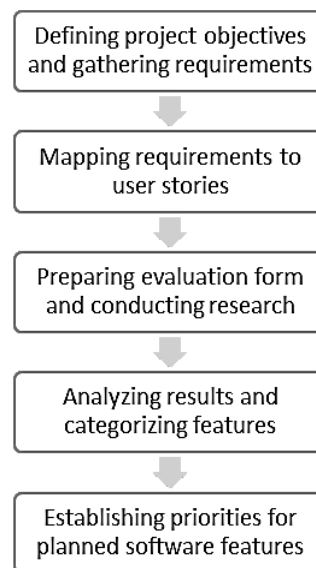 Defining project objectives
and gathering requirements
Mapping requirements to
user stories
Preparing evaluation form
and conducting research
Analyzing results and
categorizing features
Establishing priorities for
planned software features